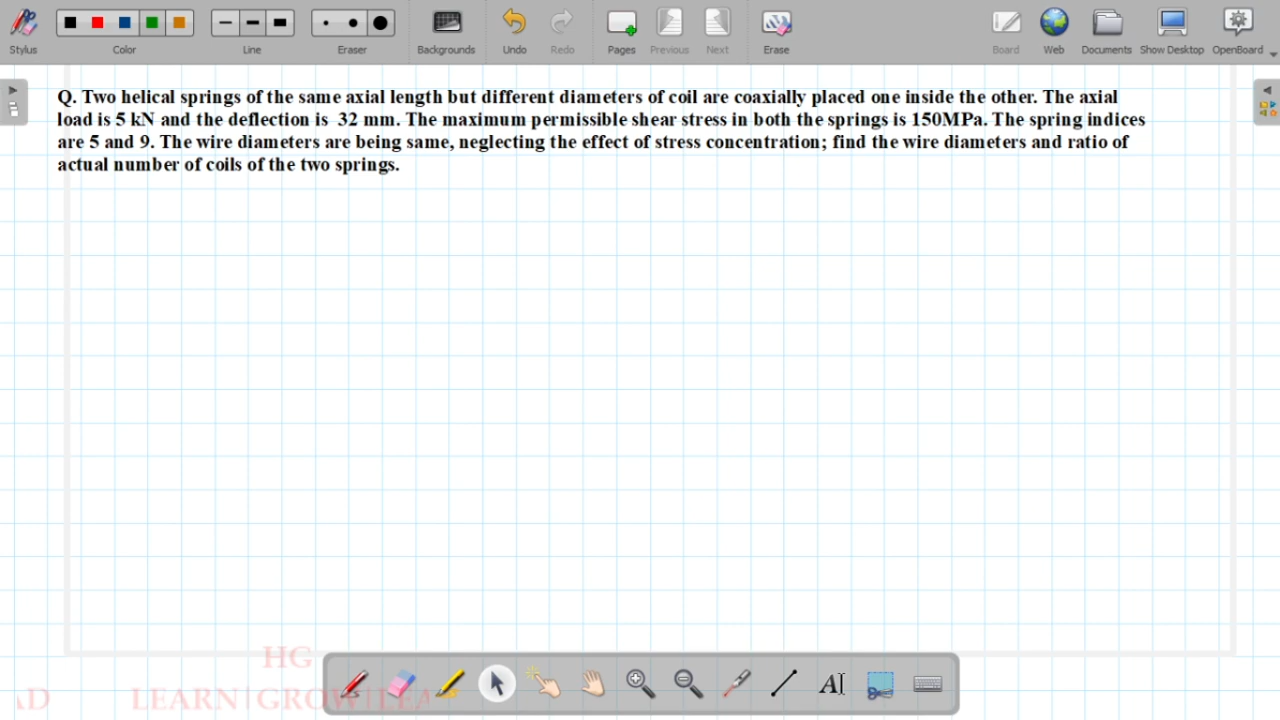 Stylus
Color
Line
Eraser
Backgrounds
Undo
Redo
Pages
Previous
Next
Erase
Board
Web
Documents
Show Desktop
OpenBoard
Q. Two helical springs of the same axial length but different diameters of coil are coaxially placed one inside the other. The axial
load is 5 kN and the deflection is 32 mm. The maximum permissible shear stress in both the springs is 150MPa. The spring indices
are 5 and 9. The wire diameters are being same, neglecting the effect of stress concentration; find the wire diameters and ratio of
actual number of coils of the two springs.
HG
AD LEARN|GROW|LEA
AI